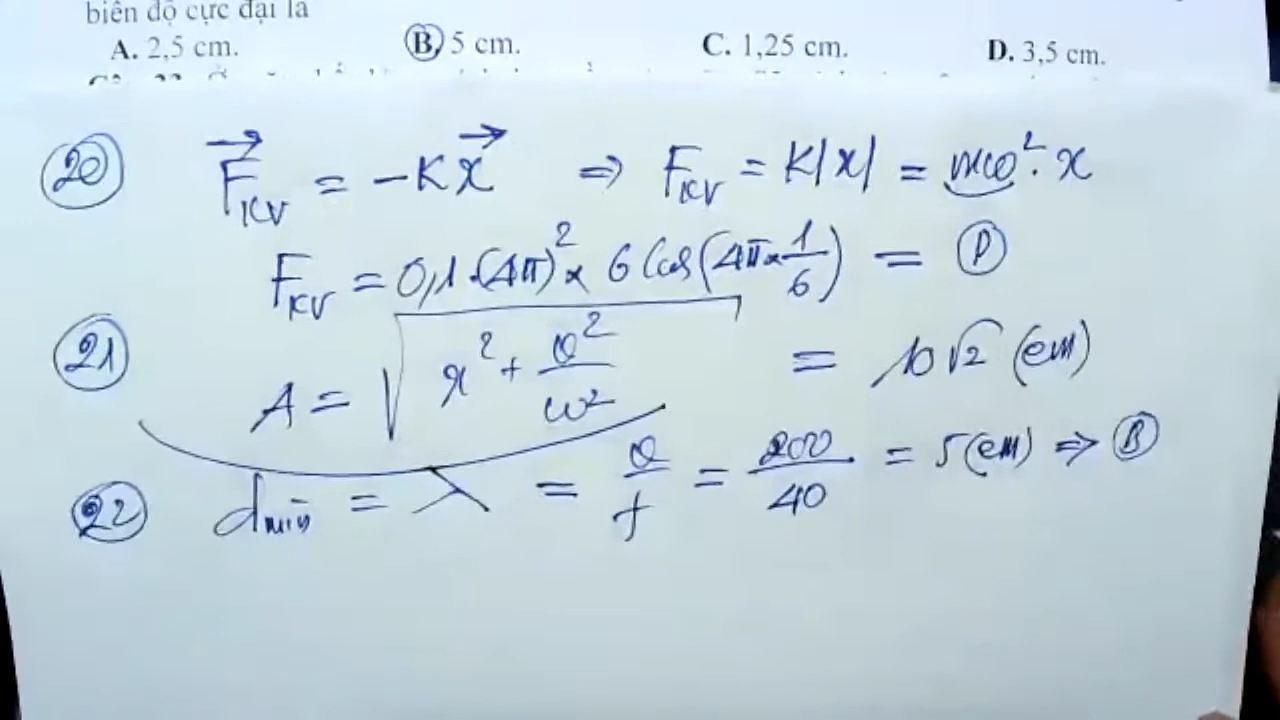 biên độ cực đại là
A. 2,5 cm. B. 5 cm. C. 1,25 cm. D. 3,5 cm.
20 F⃗KV = -Kx⃗ ⇒ FKV = K|x| = mω². x
FKV = 0,1.(4π)² × 6 Cos(4π × 1/6) = D
21 A = √(x² + v²/ω²) = 10√2 (cm)
22 dmin = λ = v/f = 200/40 = 5(cm) ⇒ B